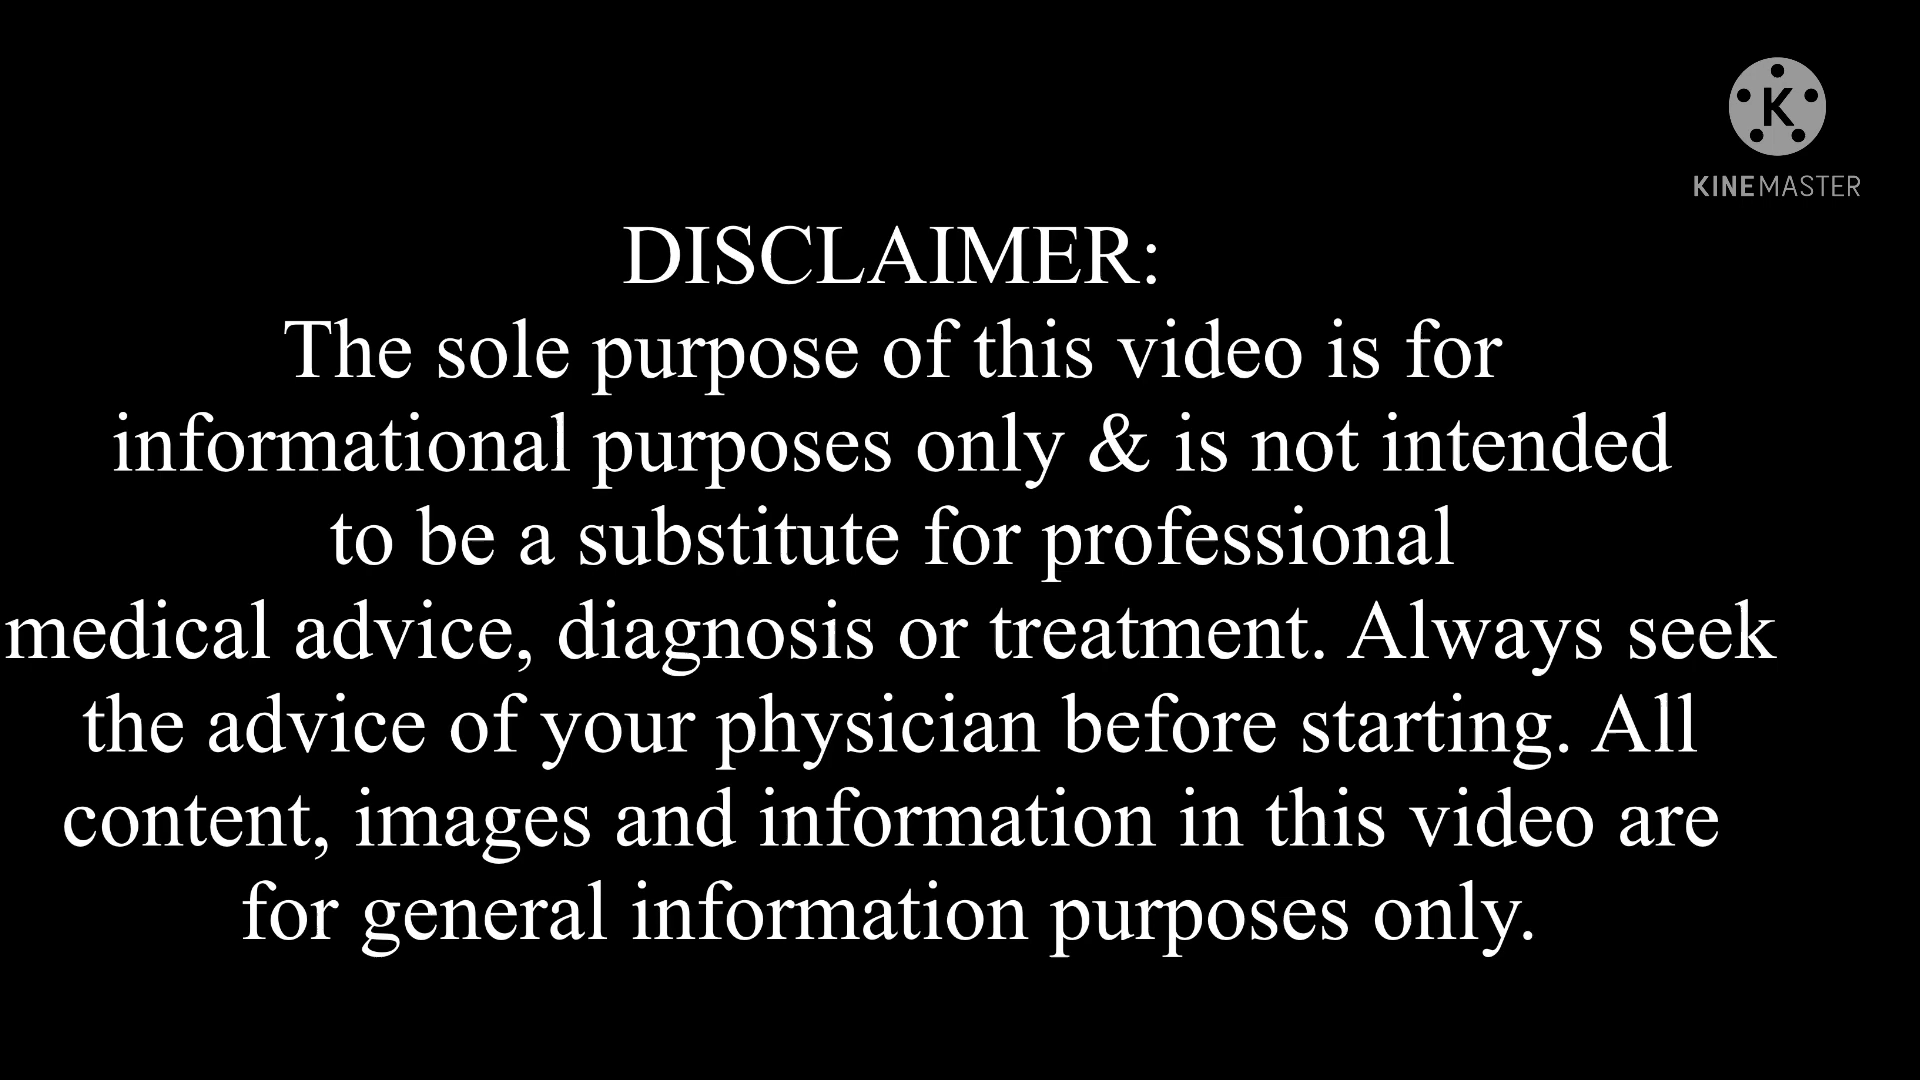 K
KINEMASTER
DISCLAIMER:
The sole purpose of this video is for
informational purposes only & is not intended
to be a substitute for professional
medical advice, diagnosis or treatment. Always seek
the advice of your physician before starting. All
content, images and information in this video are
for general information purposes only.